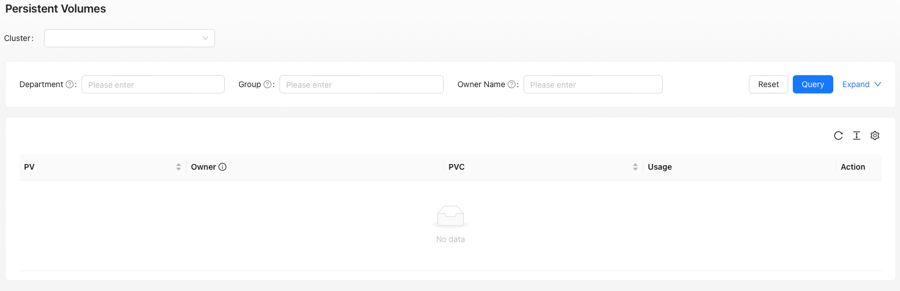 Persistent Volumes
Cluster:
Department : Please enter Group : Please enter Owner Name : Please enter Reset Query Expand
PV Owner PVC Usage Action
No data